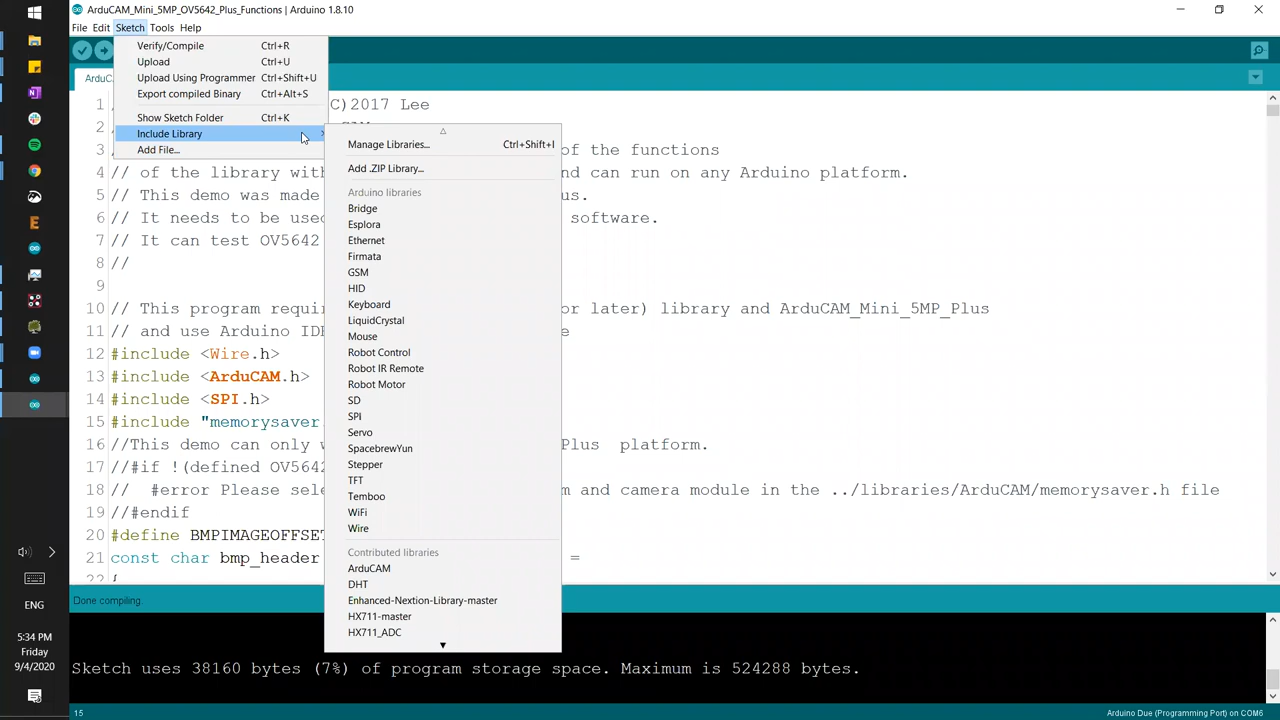 ArduCAM_Mini_5MP_OV5642_Plus_Functions | Arduino 1.8.10
File Edit Sketch Tools Help
Verify/Compile Ctrl+R
Upload Ctrl+U
Upload Using Programmer Ctrl+Shift+U
Export compiled Binary Ctrl+Alt+S
Show Sketch Folder Ctrl+K
Include Library
Add File...
Manage Libraries... Ctrl+Shift+I
Add .ZIP Library...
Arduino libraries
Bridge
Esplora
Ethernet
Firmata
GSM
HID
Keyboard
LiquidCrystal
Mouse
Robot Control
Robot IR Remote
Robot Motor
SD
SPI
Servo
SpacebrewYun
Stepper
TFT
Temboo
WiFi
Wire
Contributed libraries
ArduCAM
DHT
Enhanced-Nextion-Library-master
HX711-master
HX711_ADC
ArduC
1 )2017 Lee
2 /
3 / of the functions
4 // of the library with and can run on any Arduino platform.
5 // This demo was made us.
6 // It needs to be used software.
7 // It can test OV5642
8 //
9
10 // This program requir or later) library and ArduCAM_Mini_5MP_Plus
11 // and use Arduino IDE e
12 #include <Wire.h>
13 #include <ArduCAM.h>
14 #include <SPI.h>
15 #include "memorysaver.
16 //This demo can only w Plus platform.
17 //#if !(defined OV5642
18 // #error Please sele m and camera module in the ../libraries/ArduCAM/memorysaver.h file
19 //#endif
20 #define BMPIMAGEOFFSET
21 const char bmp_header =
22 {
Done compiling.
Sketch uses 38160 bytes (7%) of program storage space. Maximum is 524288 bytes.
15 Arduino Due (Programming Port) on COM6
ENG
5:34 PM
Friday
9/4/2020